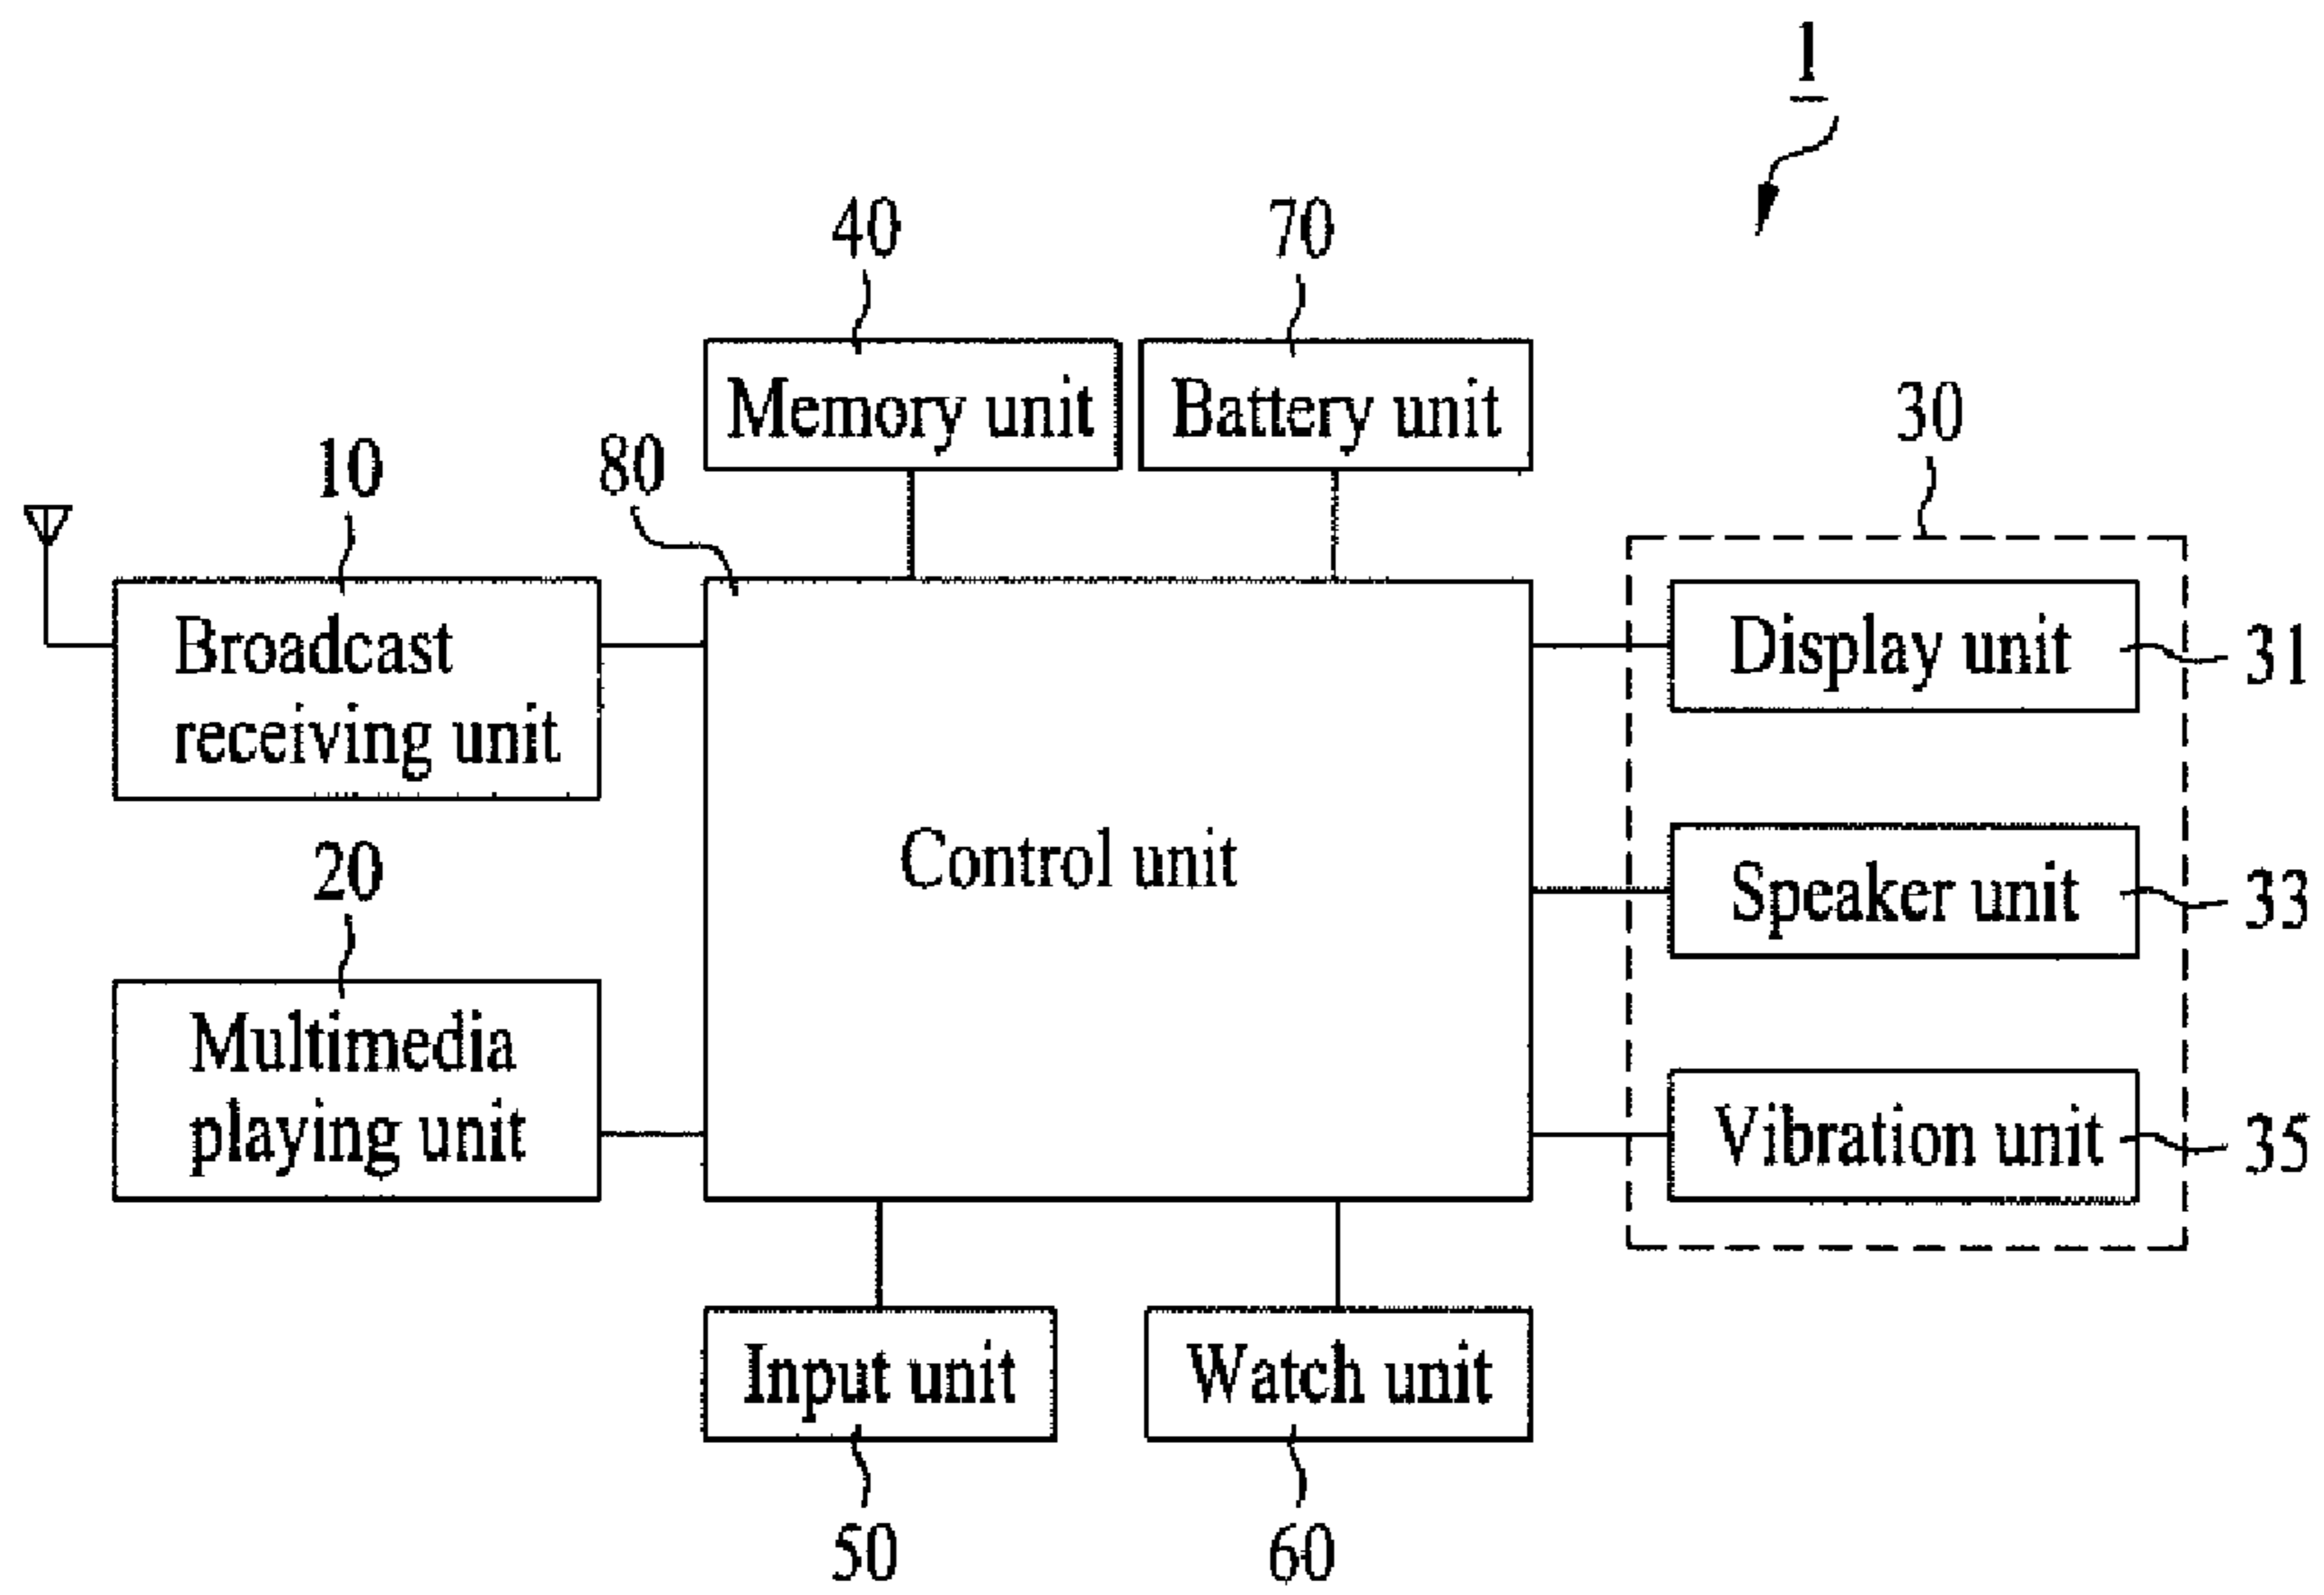 1
40
70
Memory unit
Battery unit
30
10
80
Broadcast
receiving unit
Display unit
31
Control unit
20
Speaker unit
33
Multimedia
playing unit
Vibration unit
35
Input unit
Watch unit
50
60